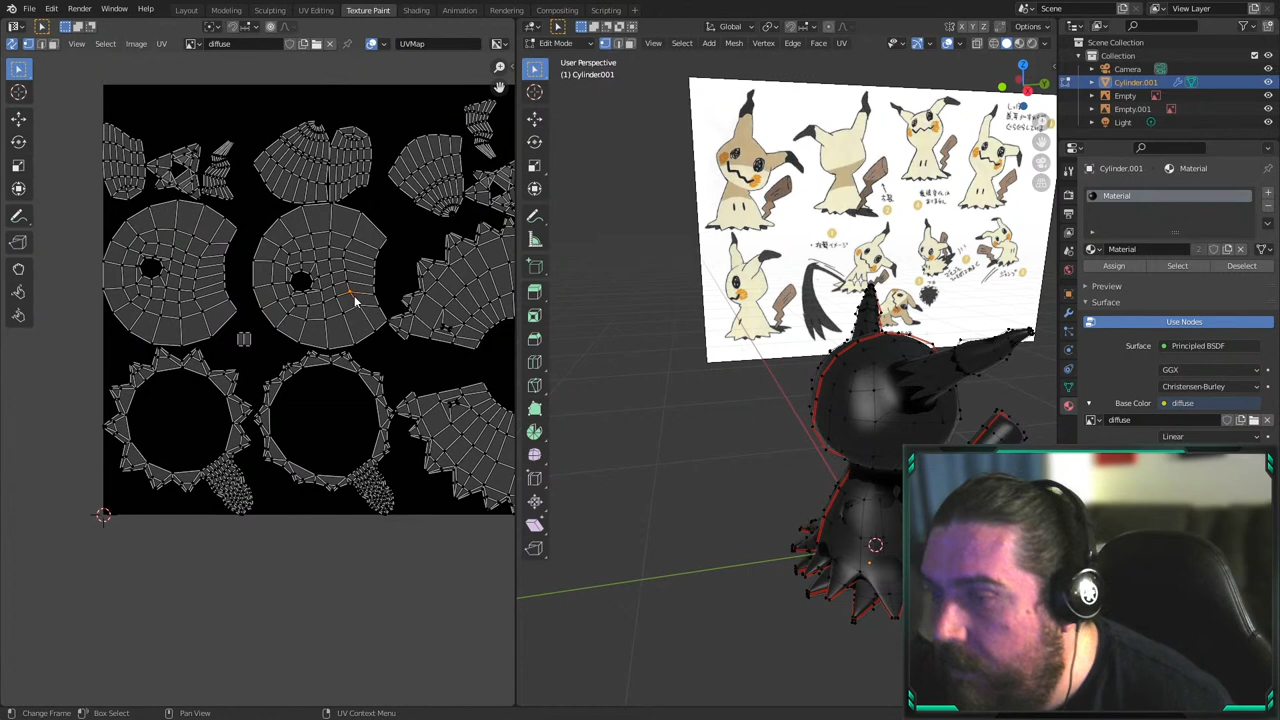 File Edit Render Window Help Layout Modeling Sculpting UV Editing Texture Paint Shading Animation Rendering Compositing Scripting + Scene View Layer
Global X Y Z Options
View Select Image UV diffuse UVMap Edit Mode View Select Add Mesh Vertex Edge Face UV
User Perspective
(1) Cylinder.001
Scene Collection
Collection
Camera
Cylinder.001
Empty
Empty.001
Light
Cylinder.001 Material
Material
Material 2
Assign Select Deselect
Preview
Surface
Use Nodes
Surface: Principled BSDF
GGX
Christensen-Burley
Base Color diffuse
diffuse
Linear
Change Frame Box Select Pan View UV Context Menu